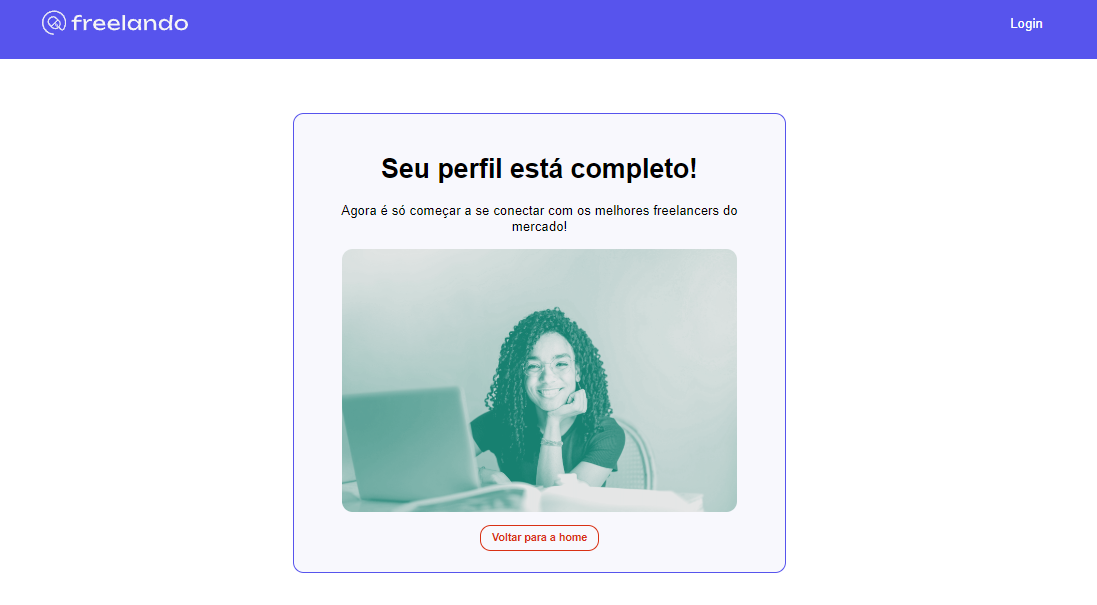 freelando
Login
Seu perfil está completo!
Agora é só começar a se conectar com os melhores freelancers do
mercado!
Voltar para a home